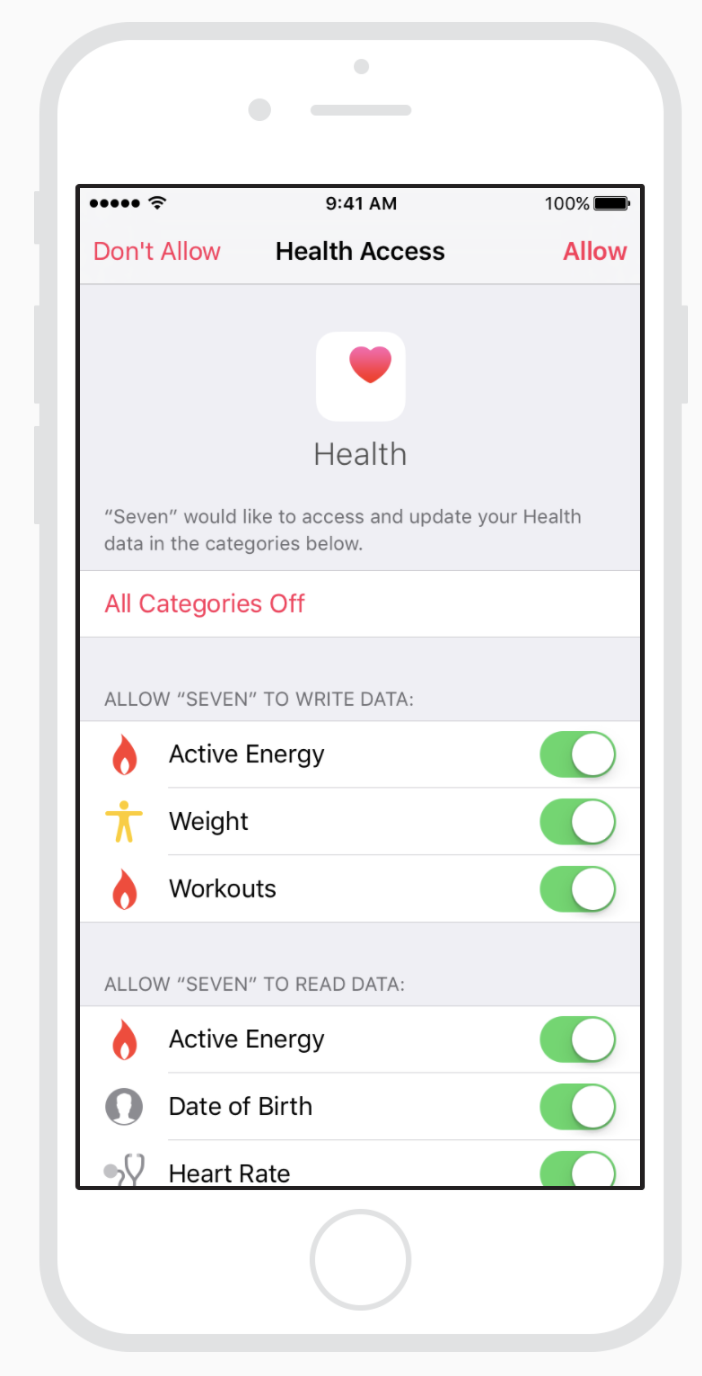 9:41 AM
100%
Don't Allow
Health Access
Allow
Health
“Seven” would like to access and update your Health
data in the categories below.
All Categories Off
ALLOW “SEVEN” TO WRITE DATA:
Active Energy
Weight
Workouts
ALLOW “SEVEN” TO READ DATA:
Active Energy
Date of Birth
Heart Rate